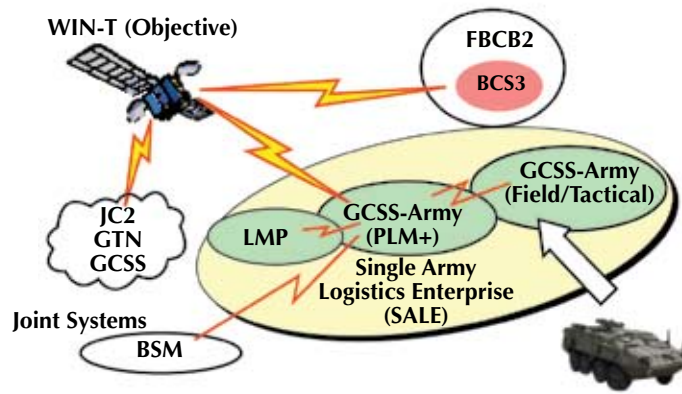 WIN-T (Objective)
FBCB2
BCS3
GCSS-Army
(Field/Tactical)
GCSS-Army
(PLM+)
LMP
JC2
GTN
GCSS
Single Army
Logistics Enterprise
(SALE)
Joint Systems
BSM